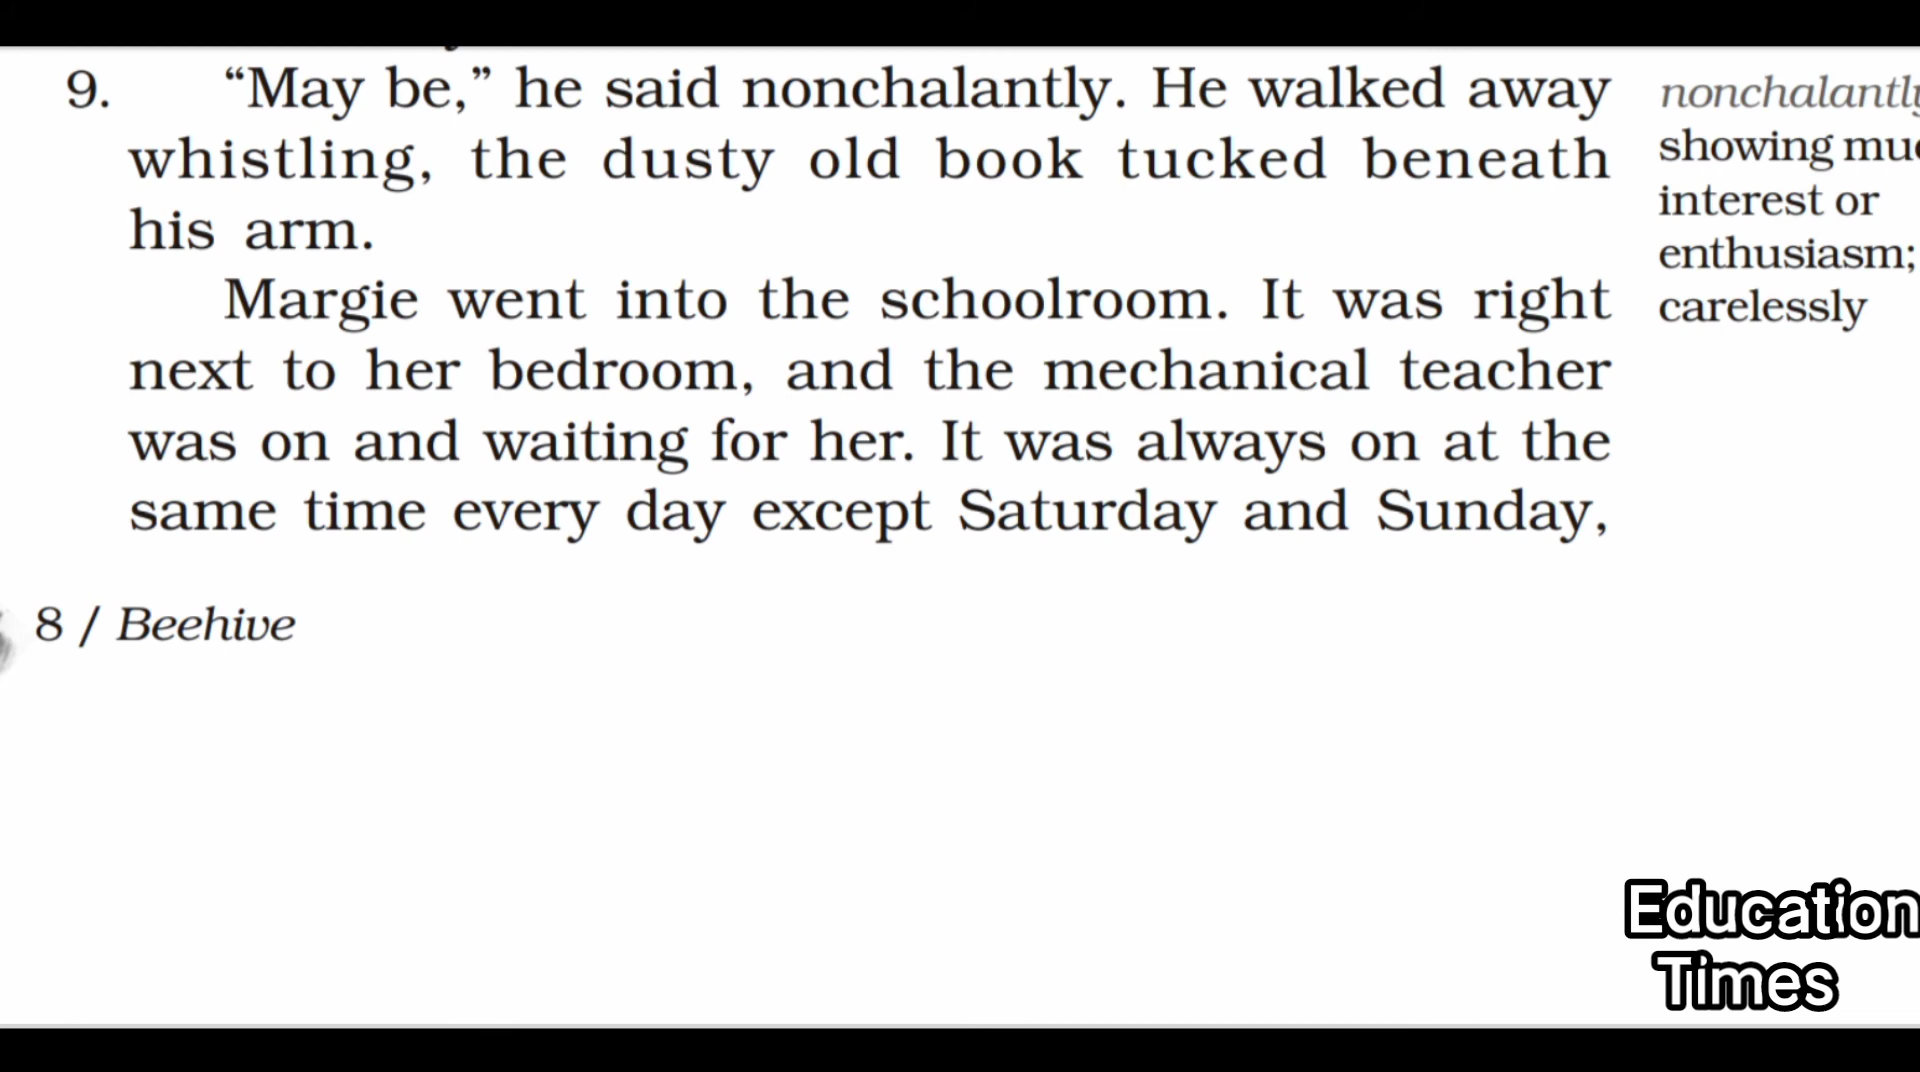 9. “May be,” he said nonchalantly. He walked away
whistling, the dusty old book tucked beneath
his arm.
Margie went into the schoolroom. It was right
next to her bedroom, and the mechanical teacher
was on and waiting for her. It was always on at the
same time every day except Saturday and Sunday,
nonchalantly
showing
interest or
enthusiasm;
carelessly
8 / Beehive
Education
Times